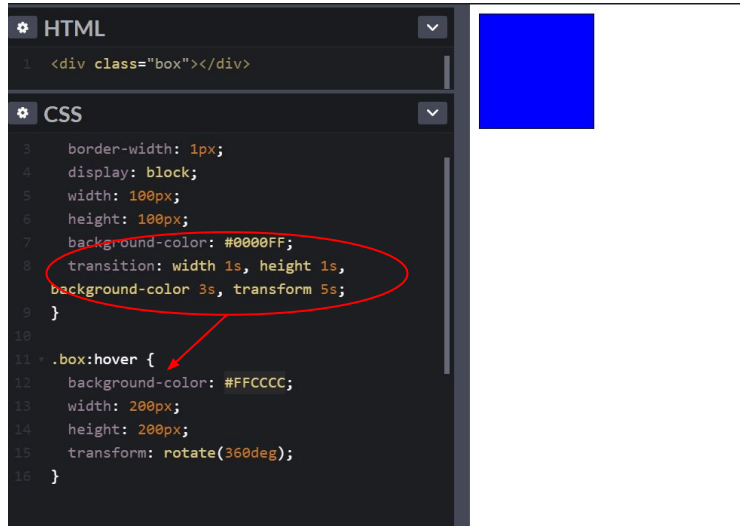 HTML
1 <div class="box"></div>
CSS
3 border-width: 1px;
4 display: block;
5 width: 100px;
6 height: 100px;
7 background-color: #0000FF;
8 transition: width 1s, height 1s,
background-color 3s, transform 5s;
9 }
10
11 .box:hover {
12 background-color: #FFCCCC;
13 width: 200px;
14 height: 200px;
15 transform: rotate(360deg);
16 }